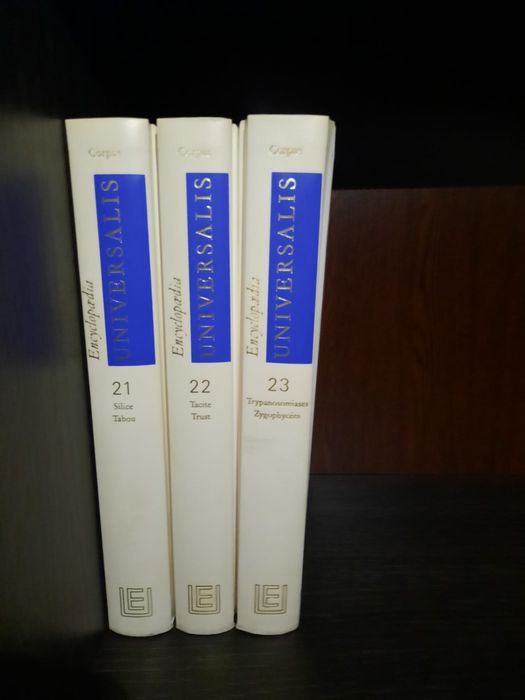 Corpus
Encyclopædia
UNIVERSALIS
21
Silice
Tabou
Corpus
Encyclopædia
UNIVERSALIS
22
Tacite
Trust
Corpus
Encyclopædia
UNIVERSALIS
23
Trypanosomiases
Zygophycées